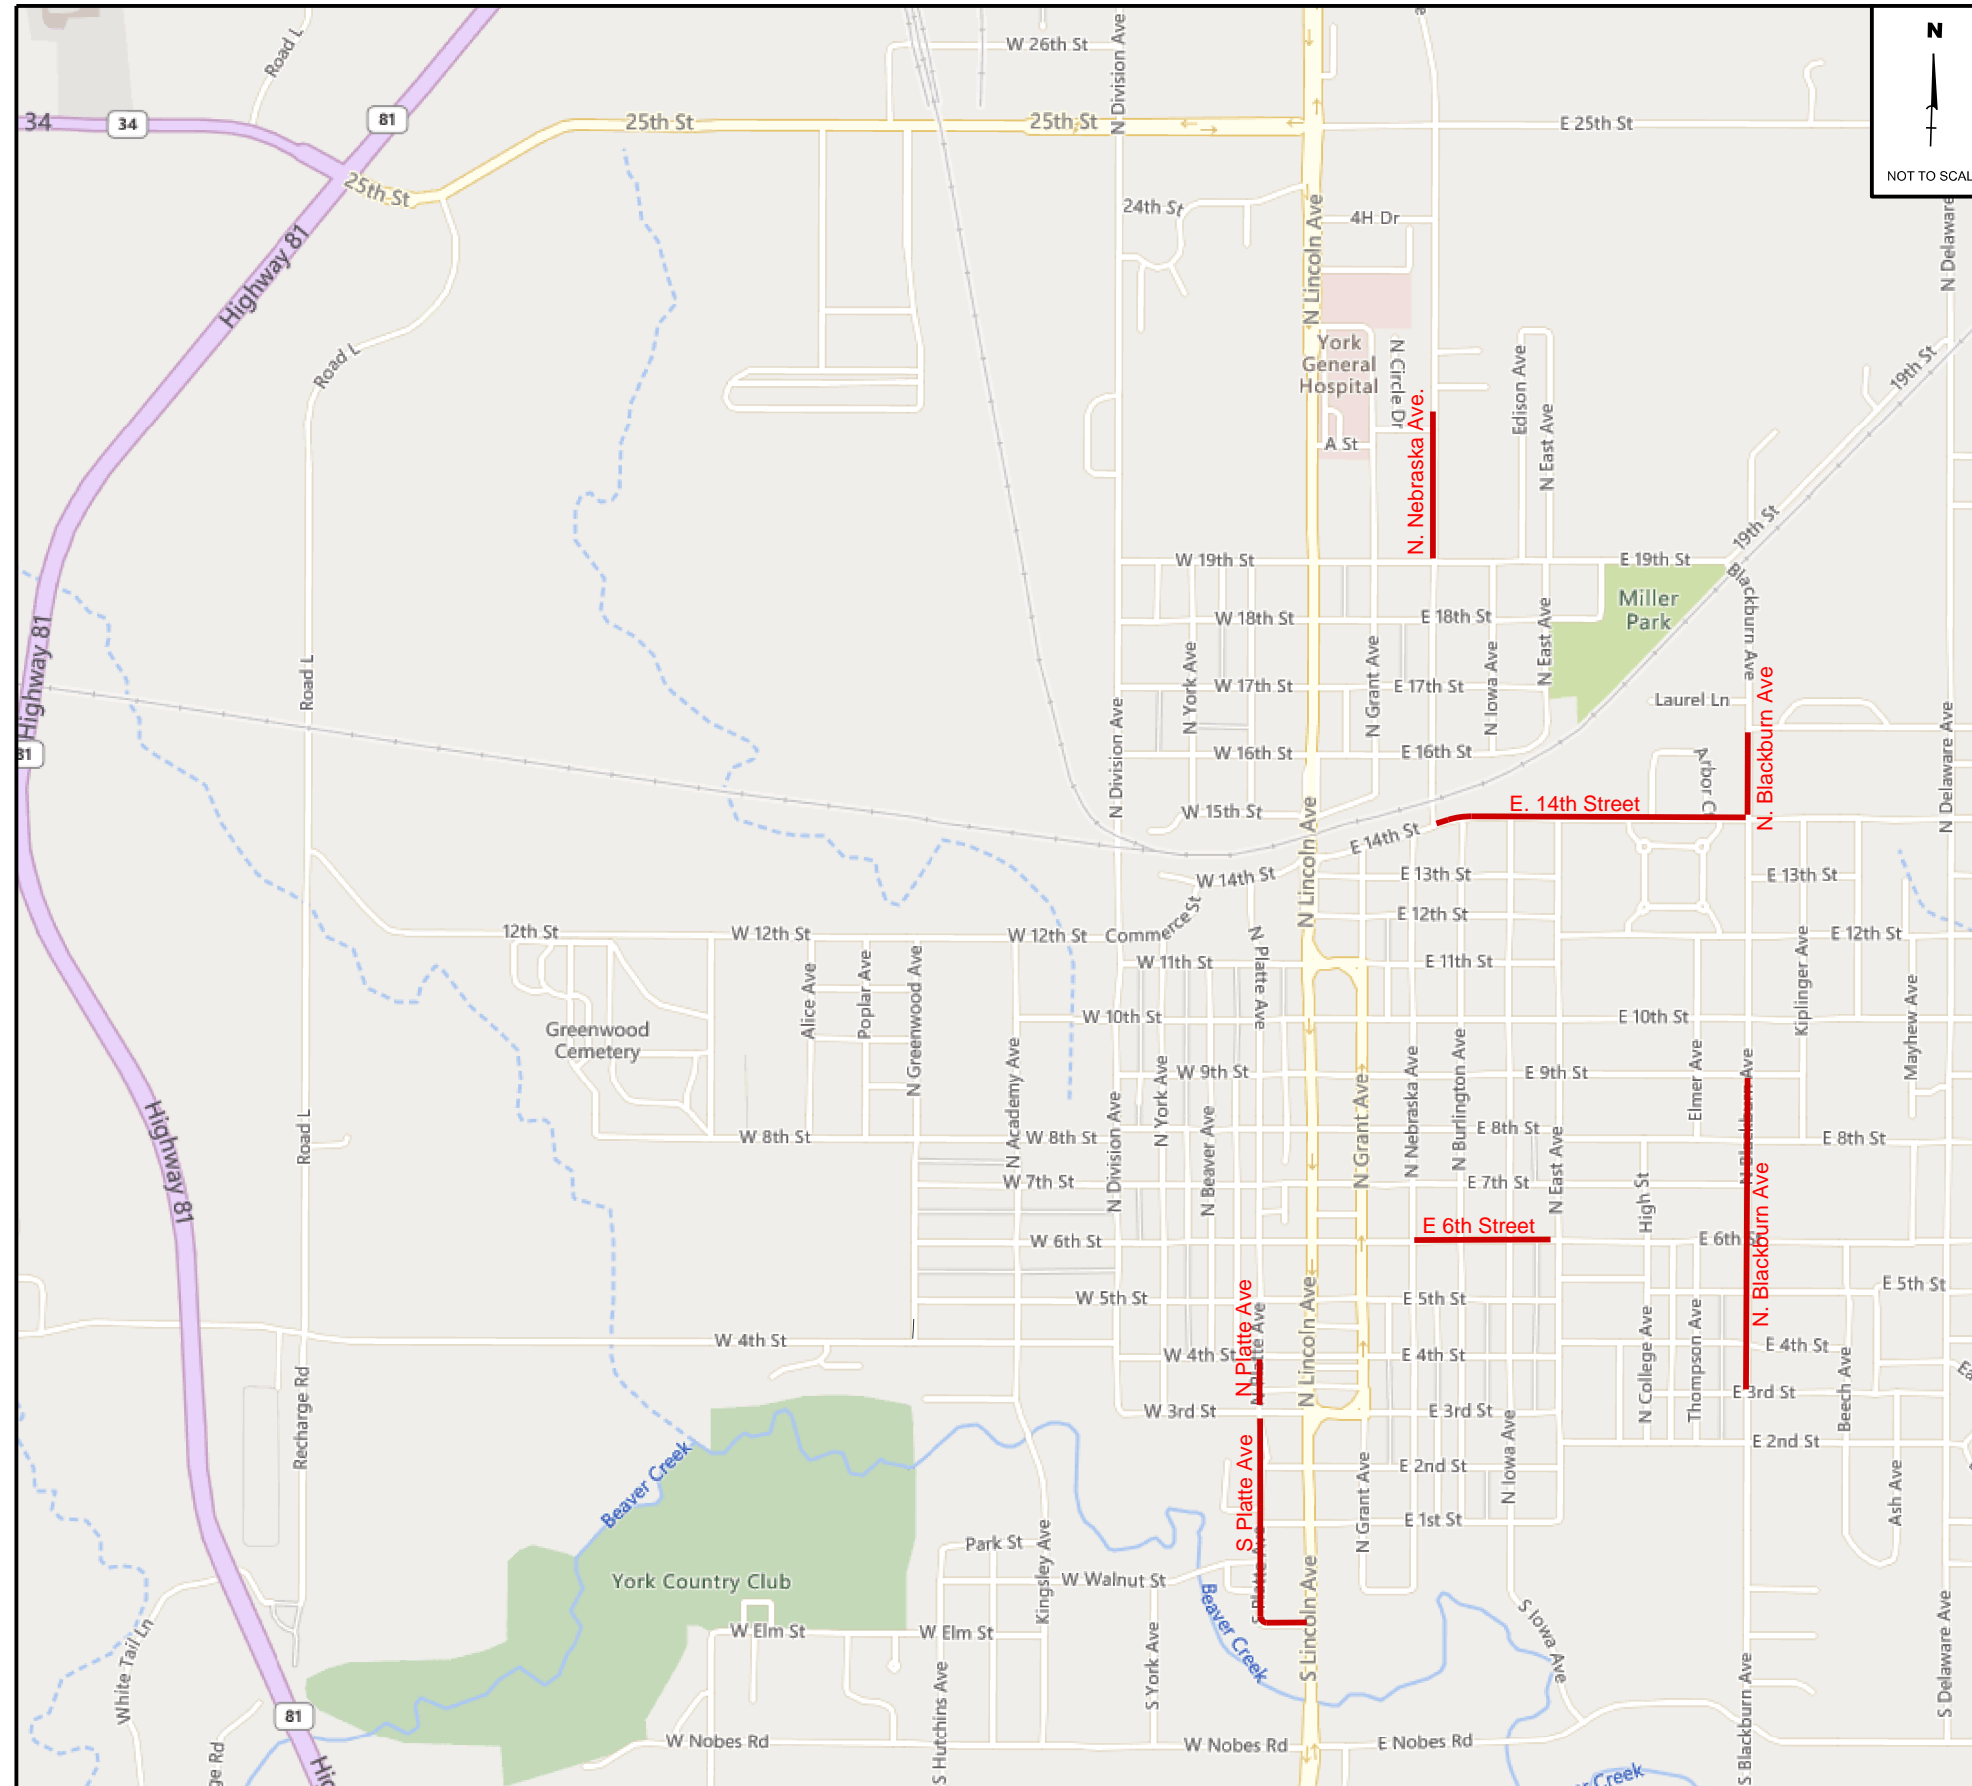 Road L
W 26th St
N Division Ave
N
NOT TO SCAL
34
34
81
25th St
25th St
E 25th St
25th St
24th St
4H Dr
N Lincoln Ave
N Delaware
Highway 81
Road L
York
General
Hospital
N Circle Dr
A St
N. Nebraska Ave.
Edison Ave
N East Ave
19th St
19th St
W 19th St
E 19th St
Blackburn Ave
Miller
Park
W 18th St
E 18th St
Highway 81
Road L
N York Ave
N Grant Ave
N Iowa Ave
N East Ave
W 17th St
E 17th St
Laurel Ln
N. Blackburn Ave
81
N Division Ave
W 16th St
E 16th St
Arbor C
N Delaware Ave
W 15th St
E. 14th Street
E 14th St
N Lincoln Ave
W 14th St
E 13th St
E 13th St
Commerce St
E 12th St
12th St
W 12th St
W 12th St
E 12th St
W 11th St
E 11th St
N Platte Ave
Alice Ave
Poplar Ave
N Greenwood Ave
Kiplinger Ave
Mayhew Ave
Greenwood
Cemetery
W 10th St
E 10th St
N Academy Ave
N York Ave
W 9th St
E 9th St
N Nebraska Ave
N Burlington Ave
Elmer Ave
N Blackburn Ave
N Grant Ave
Highway 81
Road L
W 8th St
W 8th St
E 8th St
E 8th St
N Division Ave
N Beaver Ave
N East Ave
W 7th St
E 7th St
High St
N. Blackburn Ave
W 6th St
E 6th Street
E 6th St
W 5th St
E 5th St
E 5th St
N Platte Ave
N Platte Ave
N Lincoln Ave
W 4th St
W 4th St
E 4th St
E 4th St
N College Ave
Thompson Ave
Beech Ave
Recharge Rd
W 3rd St
E 3rd St
E 3rd St
Beaver Creek
S Platte Ave
S Platte Ave
E 2nd St
E 2nd St
N Iowa Ave
N Grant Ave
Ash Ave
E 1st St
Park St
Kingsley Ave
York Country Club
W Walnut St
Beaver Creek
S Lincoln Ave
S Iowa Ave
W Elm St
W Elm St
White Tail Ln
S York Ave
S Hutchins Ave
S Blackburn Ave
S Delaware Ave
81
W Nobes Rd
W Nobes Rd
E Nobes Rd
ge Rd
Hig
r Creek